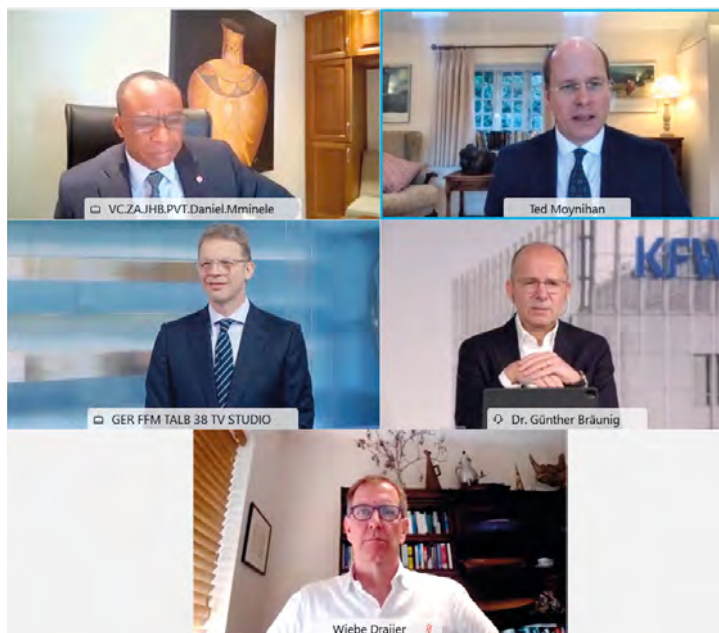 VC.ZAJHB.PVT.Daniel.Mminele
Ted Moynihan
KFW
GER FFM TALB 38 TV STUDIO
Dr. Günther Bräunig
Wiebe Draijer